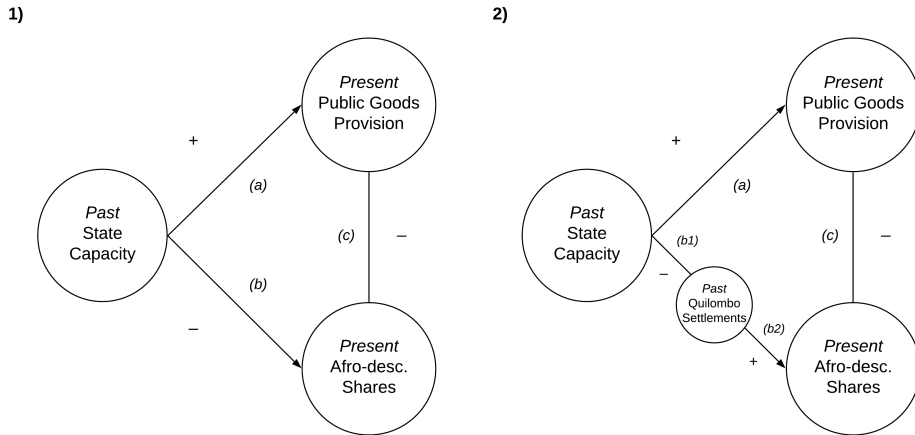 1)
Present
Public Goods
Provision
+
(a)
Past
State
Capacity
(c)
–
(b)
–
Present
Afro-desc.
Shares
2)
Present
Public Goods
Provision
+
(a)
Past
State
Capacity
(b1)
(c)
–
–
Past
Quilombo
Settlements
(b2)
+
Present
Afro-desc.
Shares